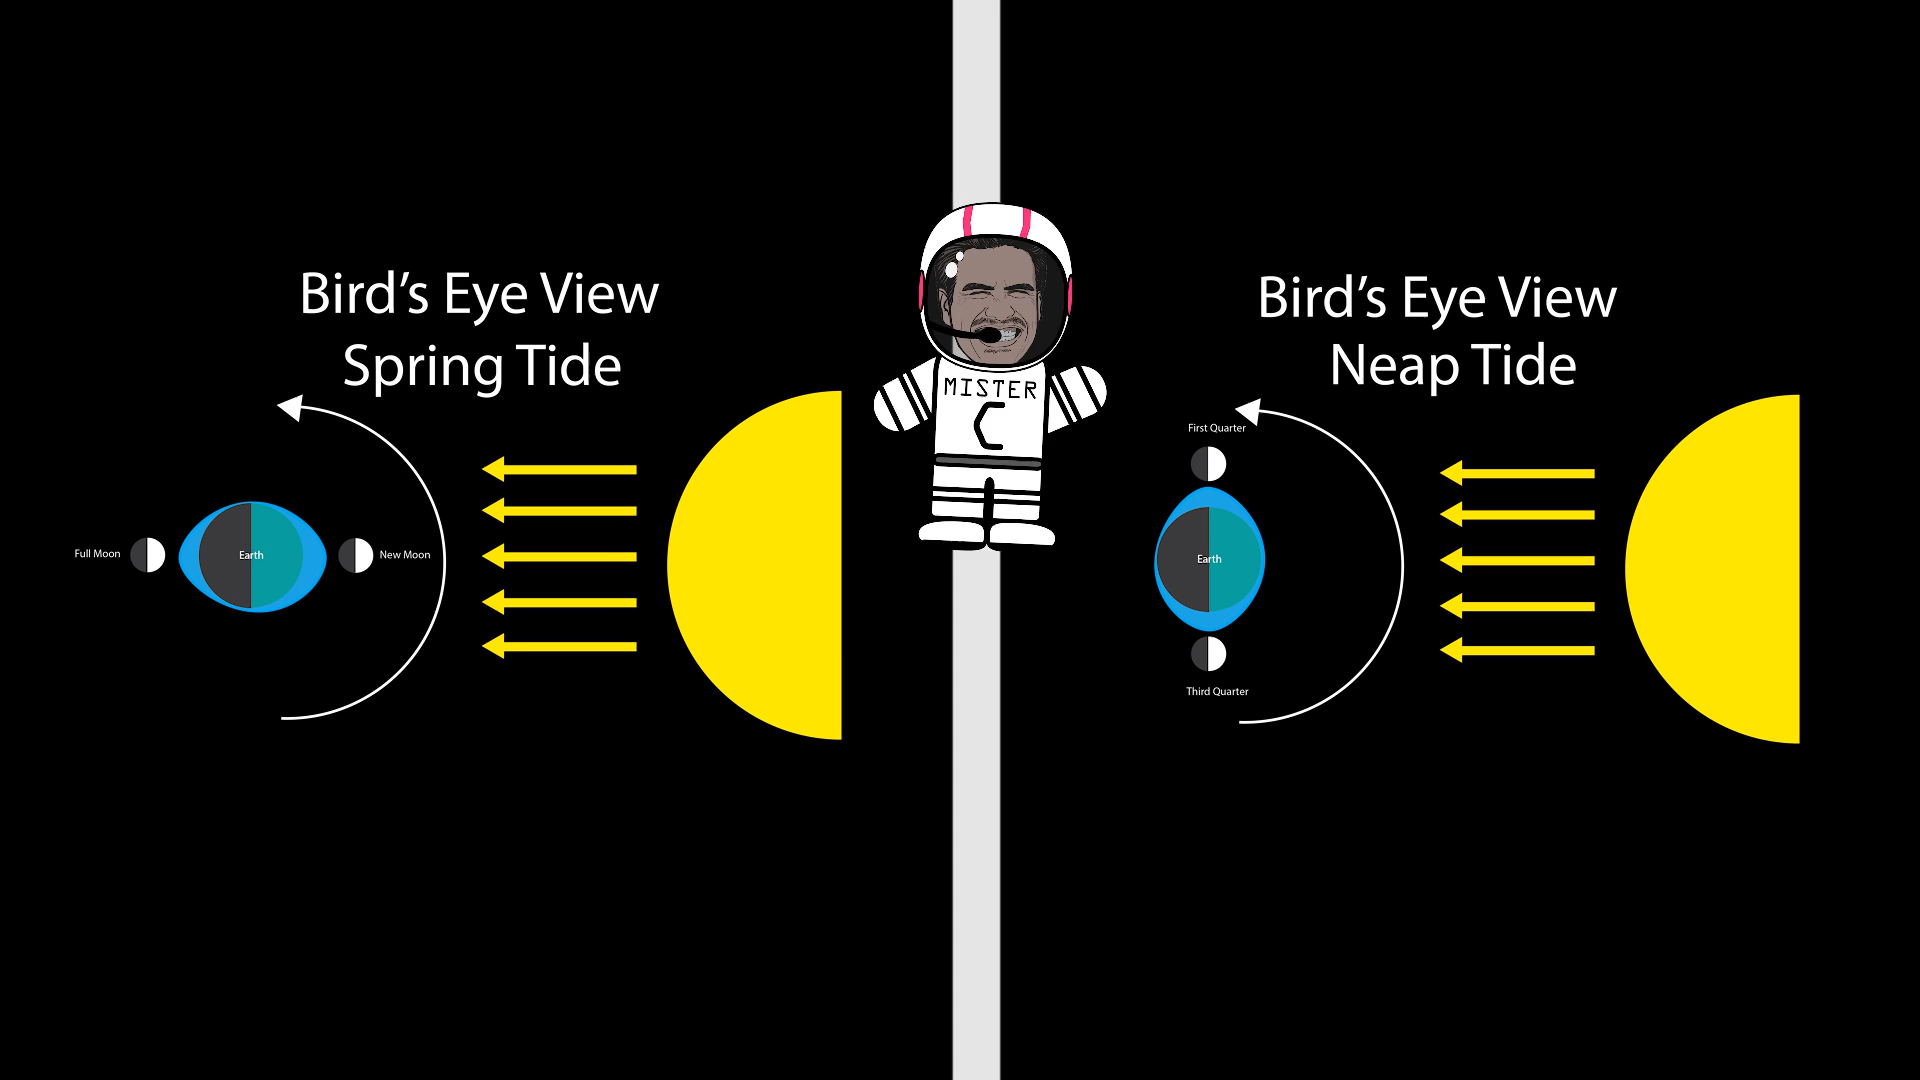 Bird’s Eye View
Spring Tide
Full Moon
Earth
New Moon
MISTER
C
Bird’s Eye View
Neap Tide
First Quarter
Earth
Third Quarter